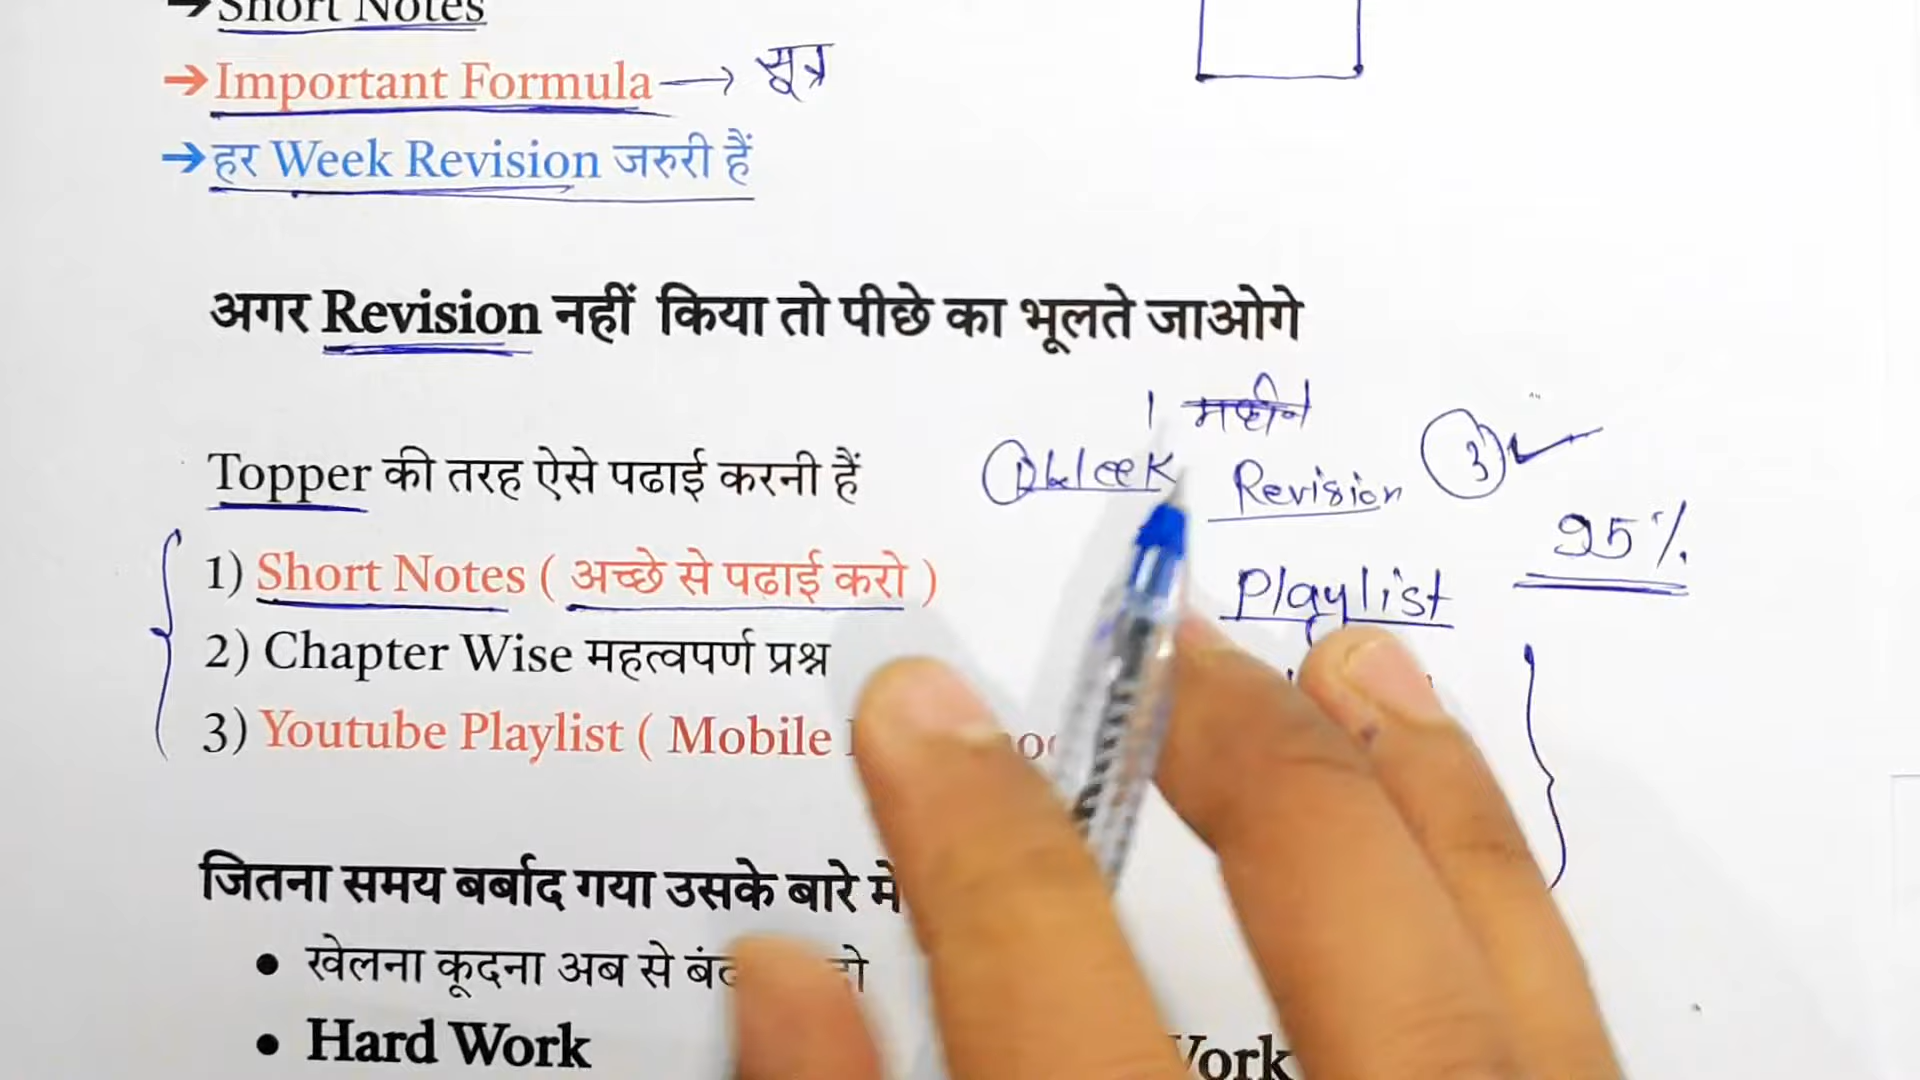 → Short Notes
→ Important Formula → सूत्र
→ हर Week Revision जरुरी हैं
अगर Revision नहीं किया तो पीछे का भूलते जाओगे
1 महीने
Topper की तरह ऐसे पढाई करनी हैं
1 Week Revision 3
95%
1) Short Notes ( अच्छे से पढाई करो )
Playlist
2) Chapter Wise महत्वपर्ण प्रश्न
3) Youtube Playlist ( Mobile
जितना समय बर्बाद गया उसके बारे में
• खेलना कूदना अब से बंद
• Hard Work